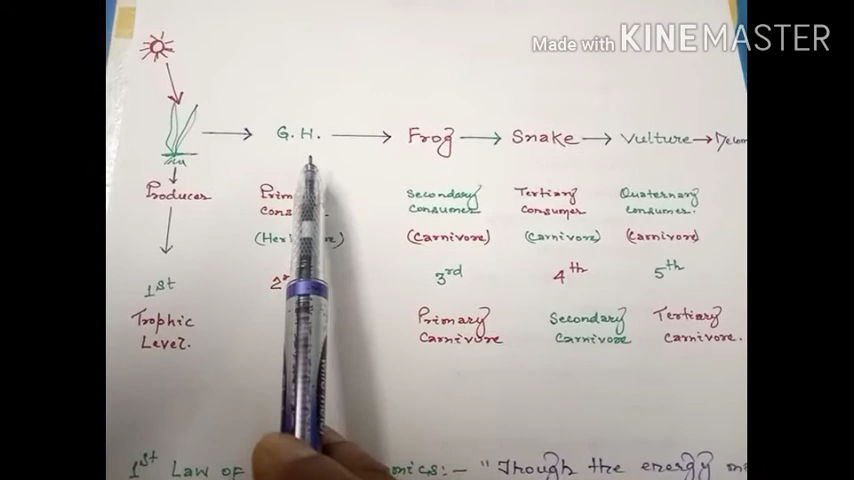 Made with KINEMASTER
G.H. Frog Snake Vulture
Producer
Secondary consumer
(Carnivore)
Tertiary consumer
(Carnivore)
Quaternary consumer.
(Carnivore)
1st 3rd 4th 5th
Trophic
Level.
Primary
Carnivore
Secondary
Carnivore
Tertiary
Carnivore.
1st Law of :- "Though the energy